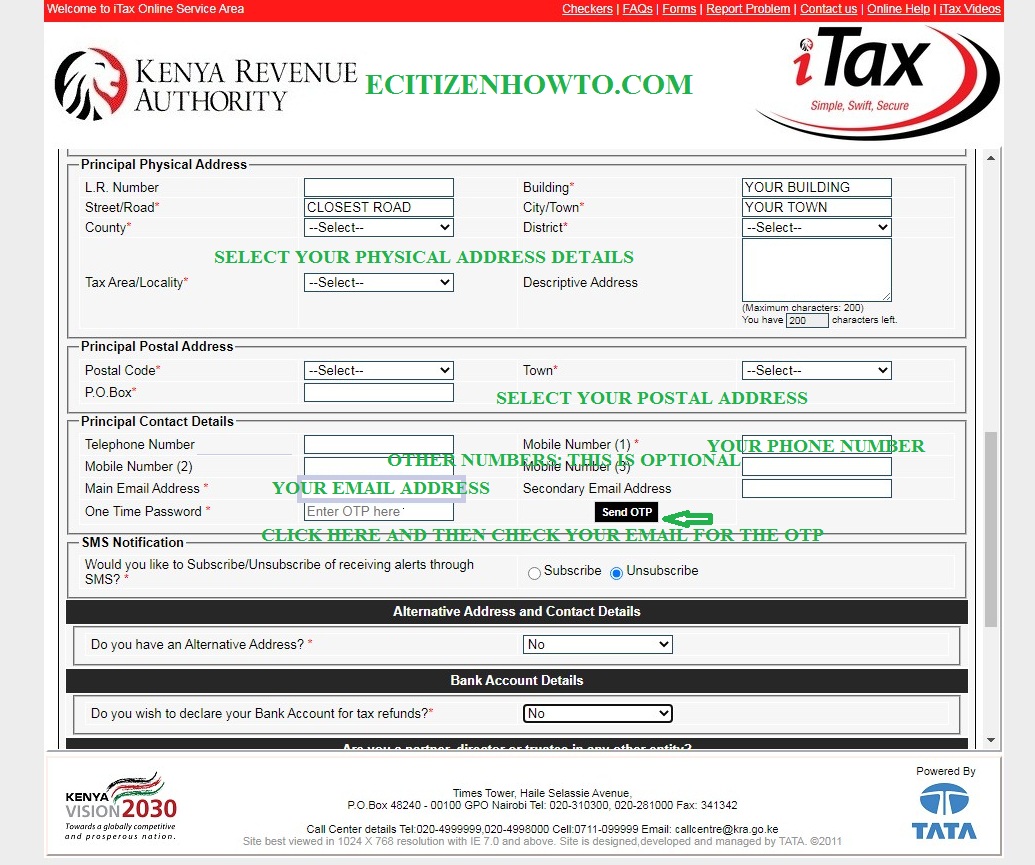 Welcome to iTax Online Service Area
Checkers | FAQs | Forms | Report Problem | Contact us | Online Help | iTax Videos
KENYA REVENUE
AUTHORITY
ECITIZENHOWTO.COM
iTax
Simple, Swift, Secure
Principal Physical Address
L.R. Number Building* YOUR BUILDING
Street/Road* CLOSEST ROAD City/Town* YOUR TOWN
County* --Select-- District* --Select--
SELECT YOUR PHYSICAL ADDRESS DETAILS
Tax Area/Locality* --Select-- Descriptive Address
(Maximum characters: 200)
You have 200 characters left.
Principal Postal Address
Postal Code* --Select-- Town* --Select--
P.O.Box*
SELECT YOUR POSTAL ADDRESS
Principal Contact Details
Telephone Number Mobile Number (1) * YOUR PHONE NUMBER
Mobile Number (2) OTHER NUMBERS: THIS IS OPTIONAL Mobile Number (3)
Main Email Address * YOUR EMAIL ADDRESS Secondary Email Address
One Time Password * Enter OTP here Send OTP
CLICK HERE AND THEN CHECK YOUR EMAIL FOR THE OTP
SMS Notification
Would you like to Subscribe/Unsubscribe of receiving alerts through
SMS? * Subscribe Unsubscribe
Alternative Address and Contact Details
Do you have an Alternative Address? * No
Bank Account Details
Do you wish to declare your Bank Account for tax refunds?* No
Are you a partner, director or trustee in any other entity?
KENYA
VISION 2030
Towards a globally competitive
and prosperous nation.
Times Tower, Haile Selassie Avenue,
P.O.Box 48240 - 00100 GPO Nairobi Tel: 020-310300, 020-281000 Fax: 341342
Call Center details Tel:020-4999999,020-4998000 Cell:0711-099999 Email: callcentre@kra.go.ke
Site best viewed in 1024 X 768 resolution with IE 7.0 and above. Site is designed,developed and managed by TATA. ©2011
Powered By
TATA